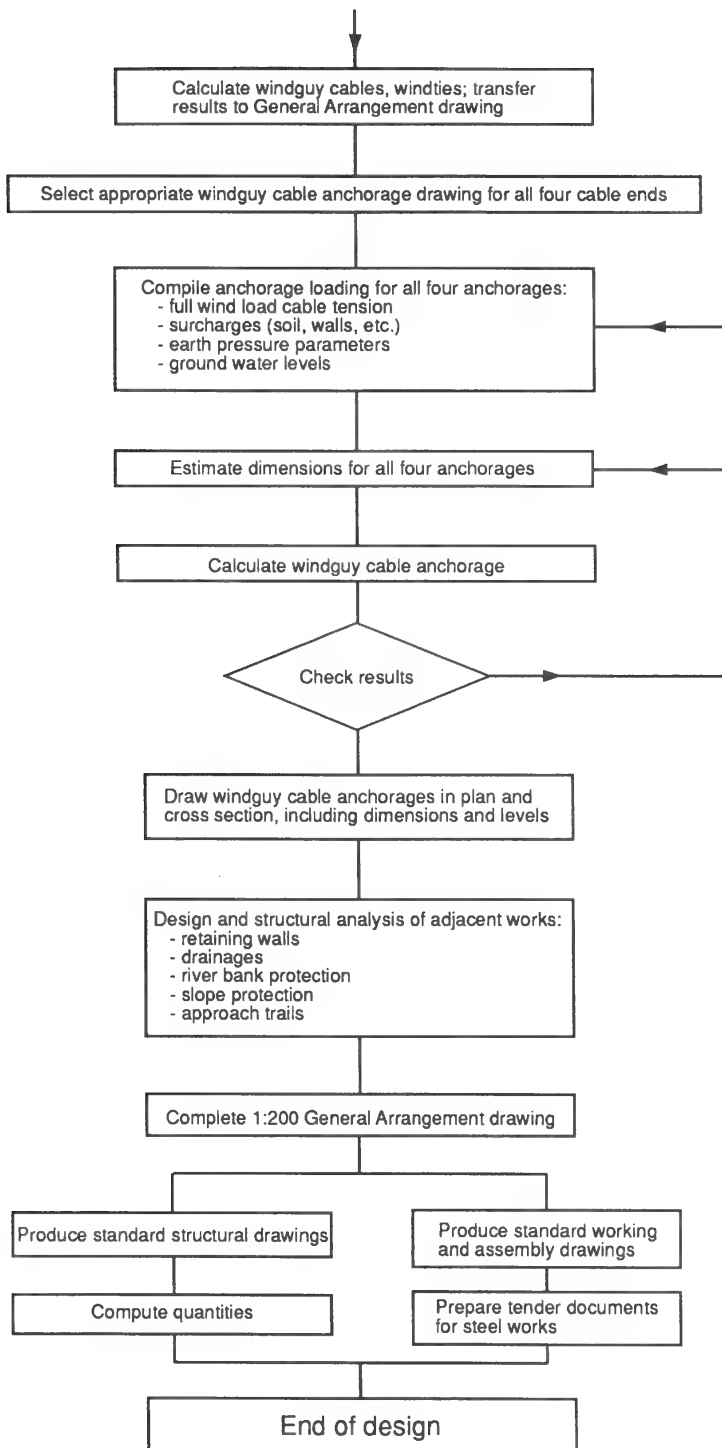 Calculate windguy cables, windties; transfer
results to General Arrangement drawing
Select appropriate windguy cable anchorage drawing for all four cable ends
Compile anchorage loading for all four anchorages:
- full wind load cable tension
- surcharges (soil, walls, etc.)
- earth pressure parameters
- ground water levels
Estimate dimensions for all four anchorages
Calculate windguy cable anchorage
Check results
Draw windguy cable anchorages in plan and
cross section, including dimensions and levels
Design and structural analysis of adjacent works:
- retaining walls
- drainages
- river bank protection
- slope protection
- approach trails
Complete 1:200 General Arrangement drawing
Produce standard structural drawings
Compute quantities
Produce standard working
and assembly drawings
Prepare tender documents
for steel works
End of design